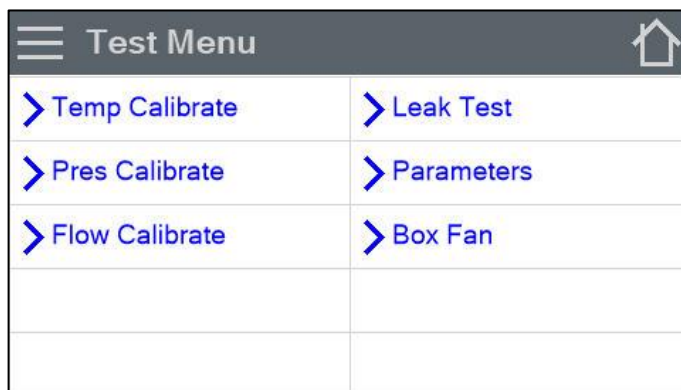 Test Menu
Temp Calibrate
Leak Test
Pres Calibrate
Parameters
Flow Calibrate
Box Fan